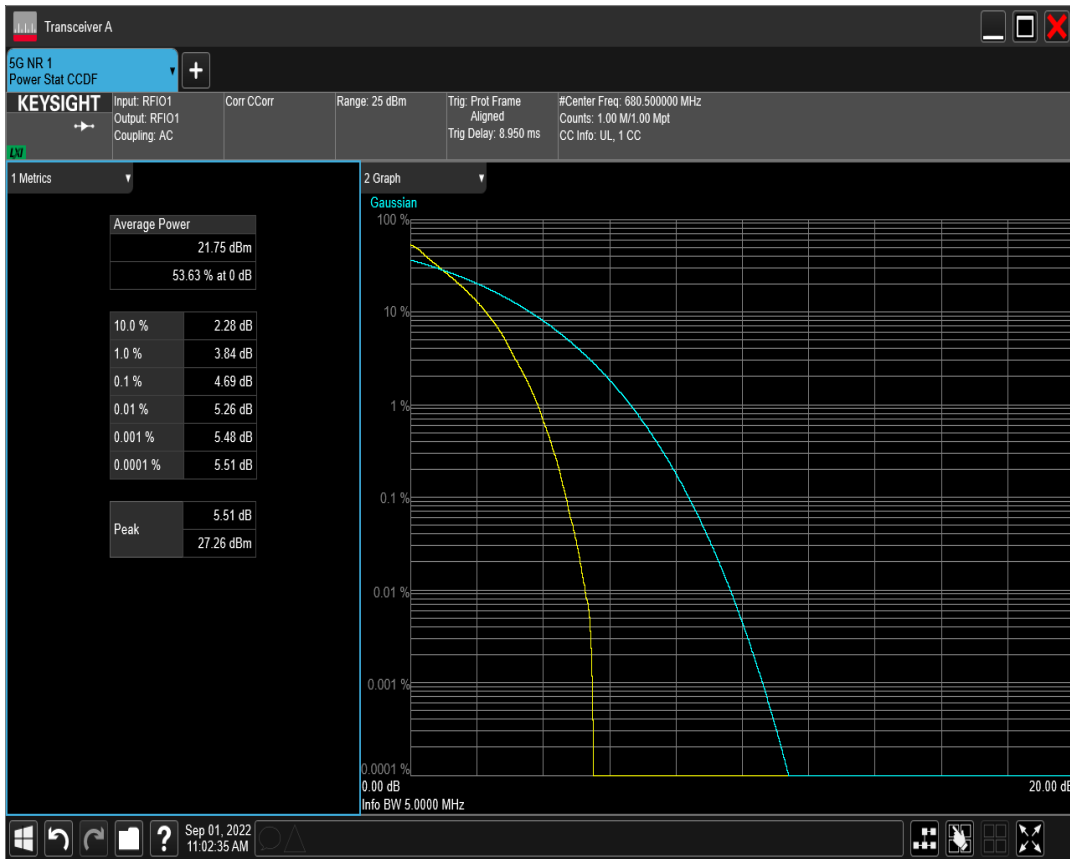 Transceiver A
5G NR 1
Power Stat CCDF
+
KEYSIGHT
LXI
Input: RFIO1
Output: RFIO1
Coupling: AC
Corr CCorr
Range: 25 dBm
Trig: Prot Frame
Aligned
Trig Delay: 8.950 ms
#Center Freq: 680.500000 MHz
Counts: 1.00 M/1.00 Mpt
CC Info: UL, 1 CC
1 Metrics
Average Power
21.75 dBm
53.63 % at 0 dB
10.0 % 2.28 dB
1.0 % 3.84 dB
0.1 % 4.69 dB
0.01 % 5.26 dB
0.001 % 5.48 dB
0.0001 % 5.51 dB
Peak 5.51 dB
27.26 dBm
2 Graph
Gaussian
100 %
10 %
1 %
0.1 %
0.01 %
0.001 %
0.0001 %
0.00 dB 20.00 dB
Info BW 5.0000 MHz
?
Sep 01, 2022
11:02:35 AM